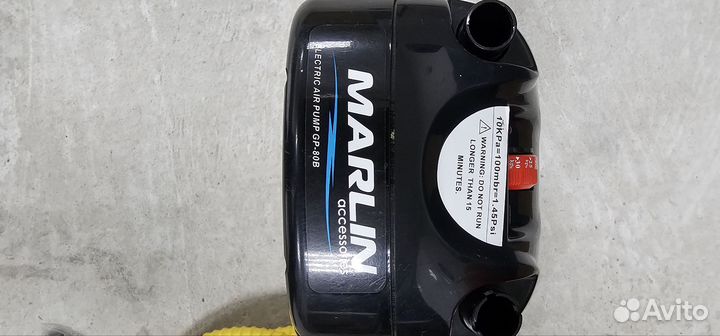 MARLIN
accessories
ELECTRIC AIR PUMP GP-80B
10KPa=100mbr=1.45Psi
⚠ WARNING: DO NOT RUN
LONGER THAN 15
MINUTES.
Avito